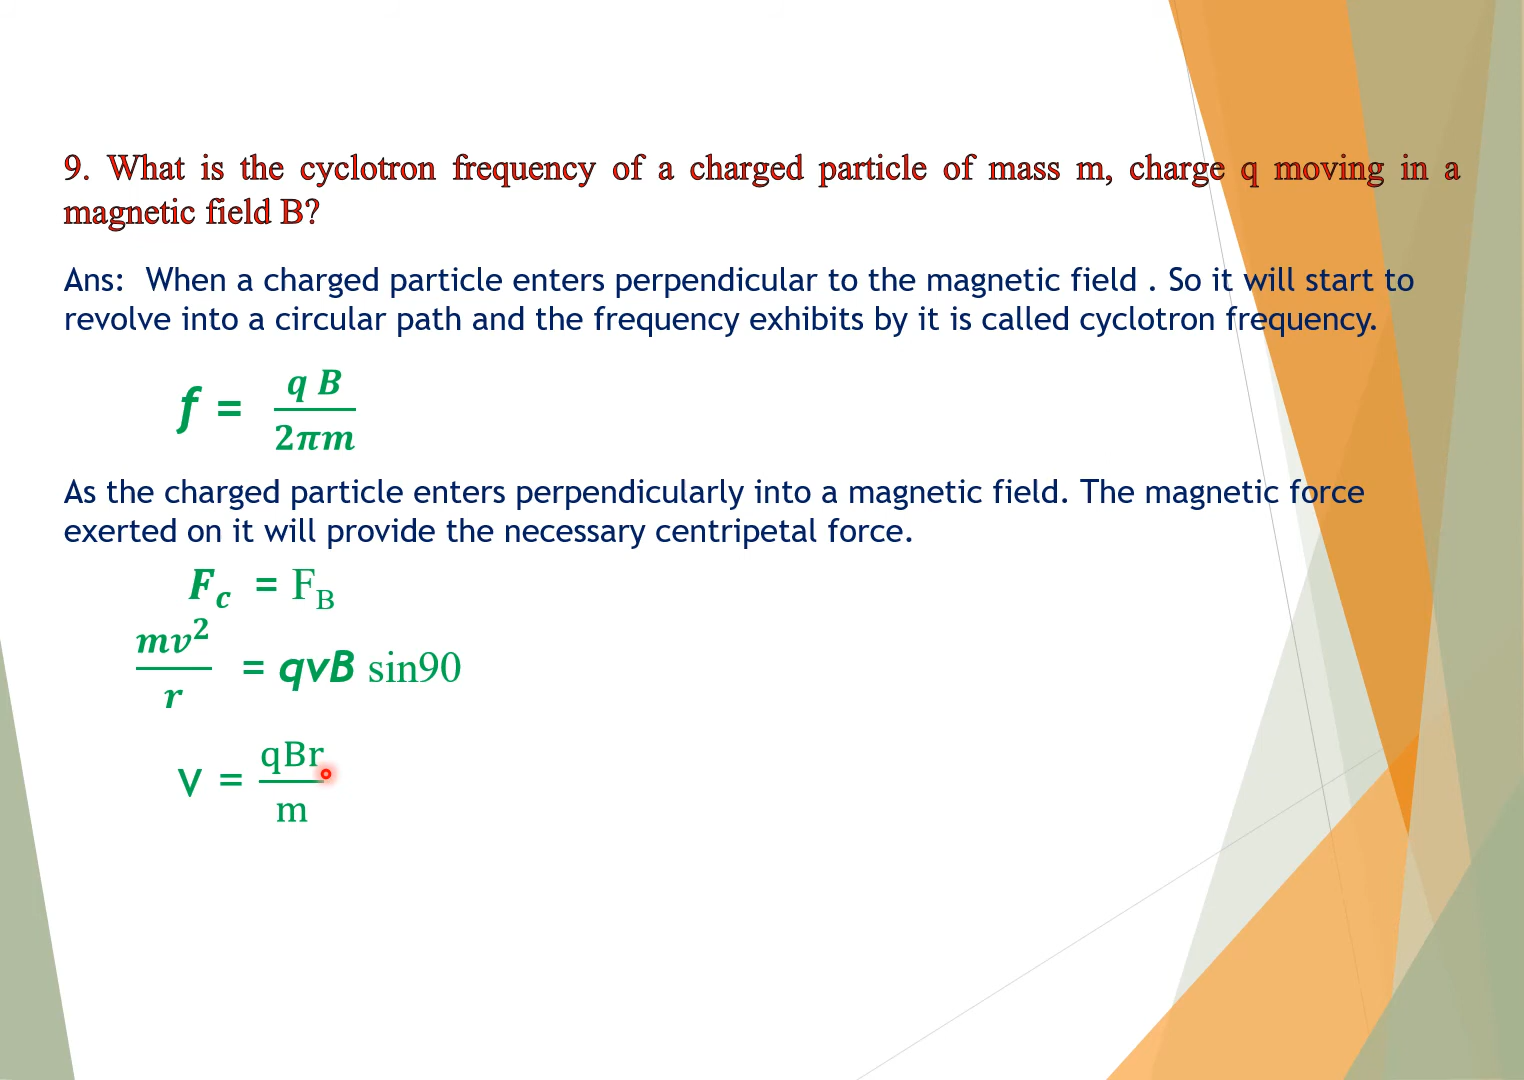 9. What is the cyclotron frequency of a charged particle of mass m, charge q moving in a
magnetic field B?
Ans: When a charged particle enters perpendicular to the magnetic field . So it will start to
revolve into a circular path and the frequency exhibits by it is called cyclotron frequency.
f = q B / 2πm
As the charged particle enters perpendicularly into a magnetic field. The magnetic force
exerted on it will provide the necessary centripetal force.
F_c = F_B
mv² / r = qvB sin90
v = qBr / m